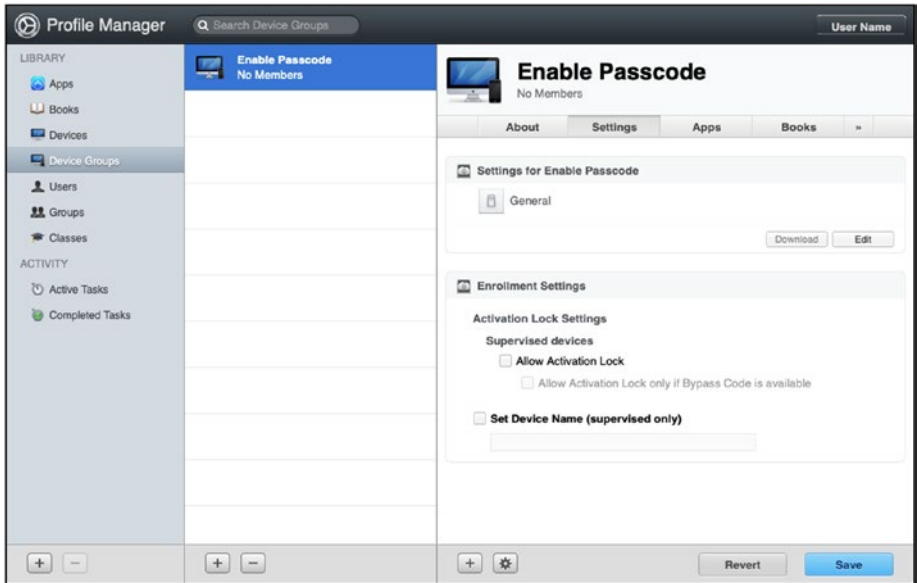 Profile Manager
Search Device Groups
User Name
LIBRARY
Apps
Books
Devices
Device Groups
Users
Groups
Classes
ACTIVITY
Active Tasks
Completed Tasks
Enable Passcode
No Members
Enable Passcode
No Members
About Settings Apps Books »
Settings for Enable Passcode
General
Download Edit
Enrollment Settings
Activation Lock Settings
Supervised devices
Allow Activation Lock
Allow Activation Lock only if Bypass Code is available
Set Device Name (supervised only)
Revert Save